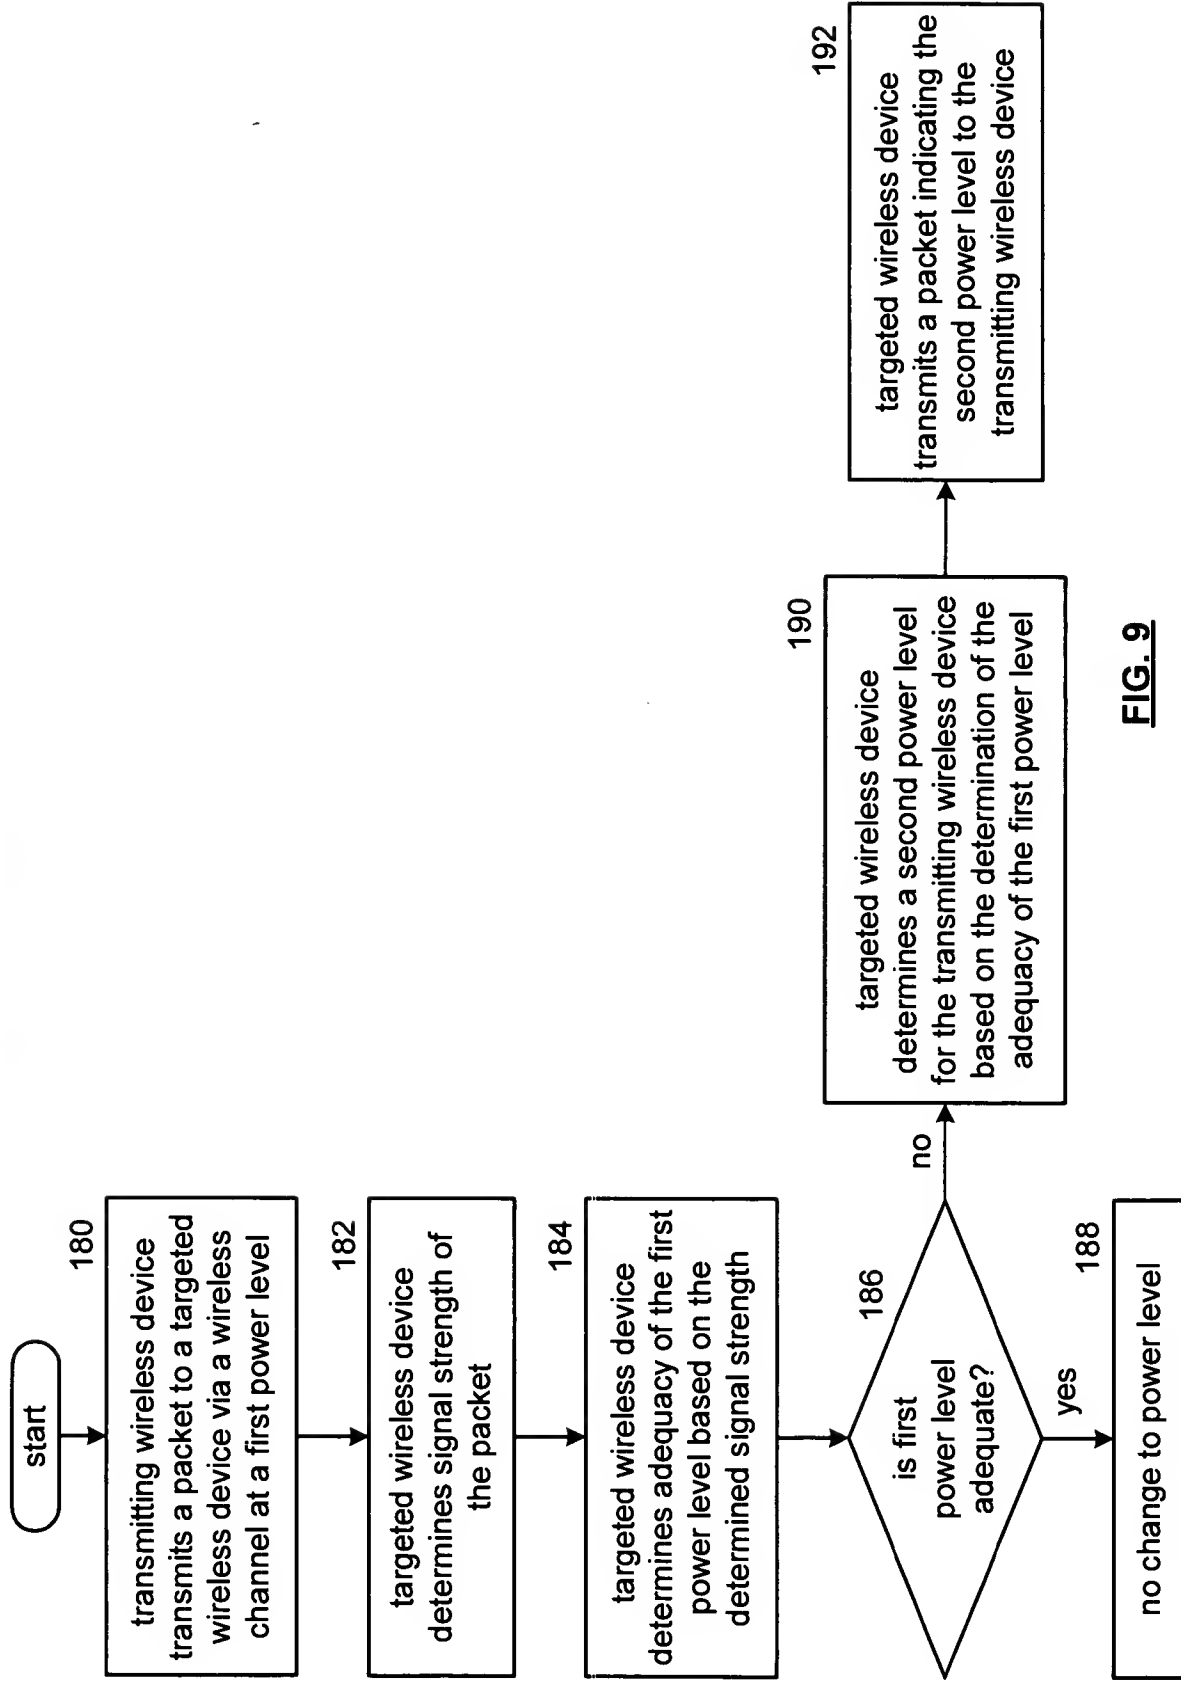 start
180
transmitting wireless device
transmits a packet to a targeted
wireless device via a wireless
channel at a first power level
182
targeted wireless device
determines signal strength of
the packet
184
targeted wireless device
determines adequacy of the first
power level based on the
determined signal strength
186
is first
power level
adequate?
no
yes
188
no change to power level
190
targeted wireless device
determines a second power level
for the transmitting wireless device
based on the determination of the
adequacy of the first power level
192
targeted wireless device
transmits a packet indicating the
second power level to the
transmitting wireless device
FIG. 9